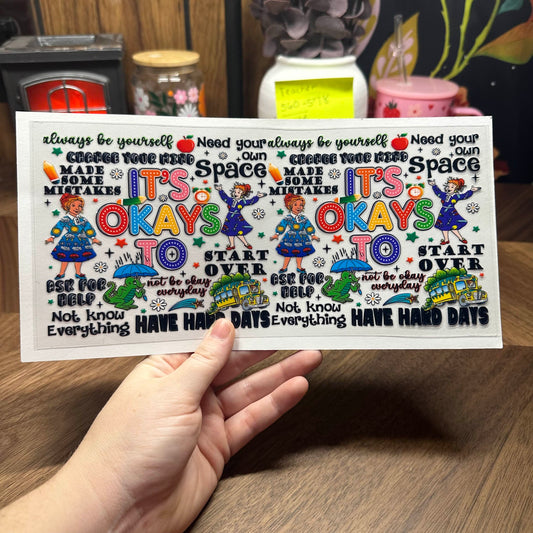 Teacher
always be yourself
Need your
own
Space
CHANGE YOUR MIND
MADE
SOME
MISTAKES
IT'S
OKAYS
TO
START
OVER
ASK FOR
HELP
not be okay
everyday!
Not know
Everything
HAVE HARD DAYS
always be yourself
Need your
own
Space
CHANGE YOUR MIND
MADE
SOME
MISTAKES
IT'S
OKAYS
TO
START
OVER
ASK FOR
HELP
not be okay
everyday!
Not know
Everything
HAVE HARD DAYS